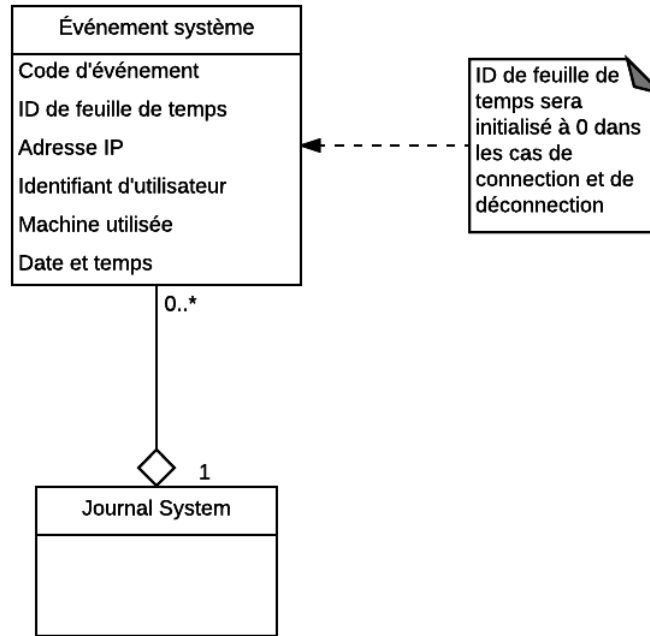 Événement système
Code d'événement
ID de feuille de temps
Adresse IP
Identifiant d'utilisateur
Machine utilisée
Date et temps
ID de feuille de
temps sera
initialisé à 0 dans
les cas de
connection et de
déconnection
0..*
1
Journal System